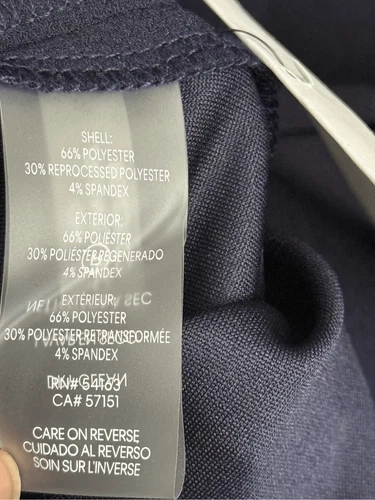 SHELL:
66% POLYESTER
30% REPROCESSED POLYESTER
4% SPANDEX
EXTERIOR:
66% POLIÉSTER
30% POLIÉSTER REGENERADO
4% SPANDEX
EXTÉRIEUR:
66% POLYESTER
30% POLYESTER RETRANSFORMÉE
4% SPANDEX
RN# 54163
CA# 57151
CARE ON REVERSE
CUIDADO AL REVERSO
SOIN SUR L'INVERSE